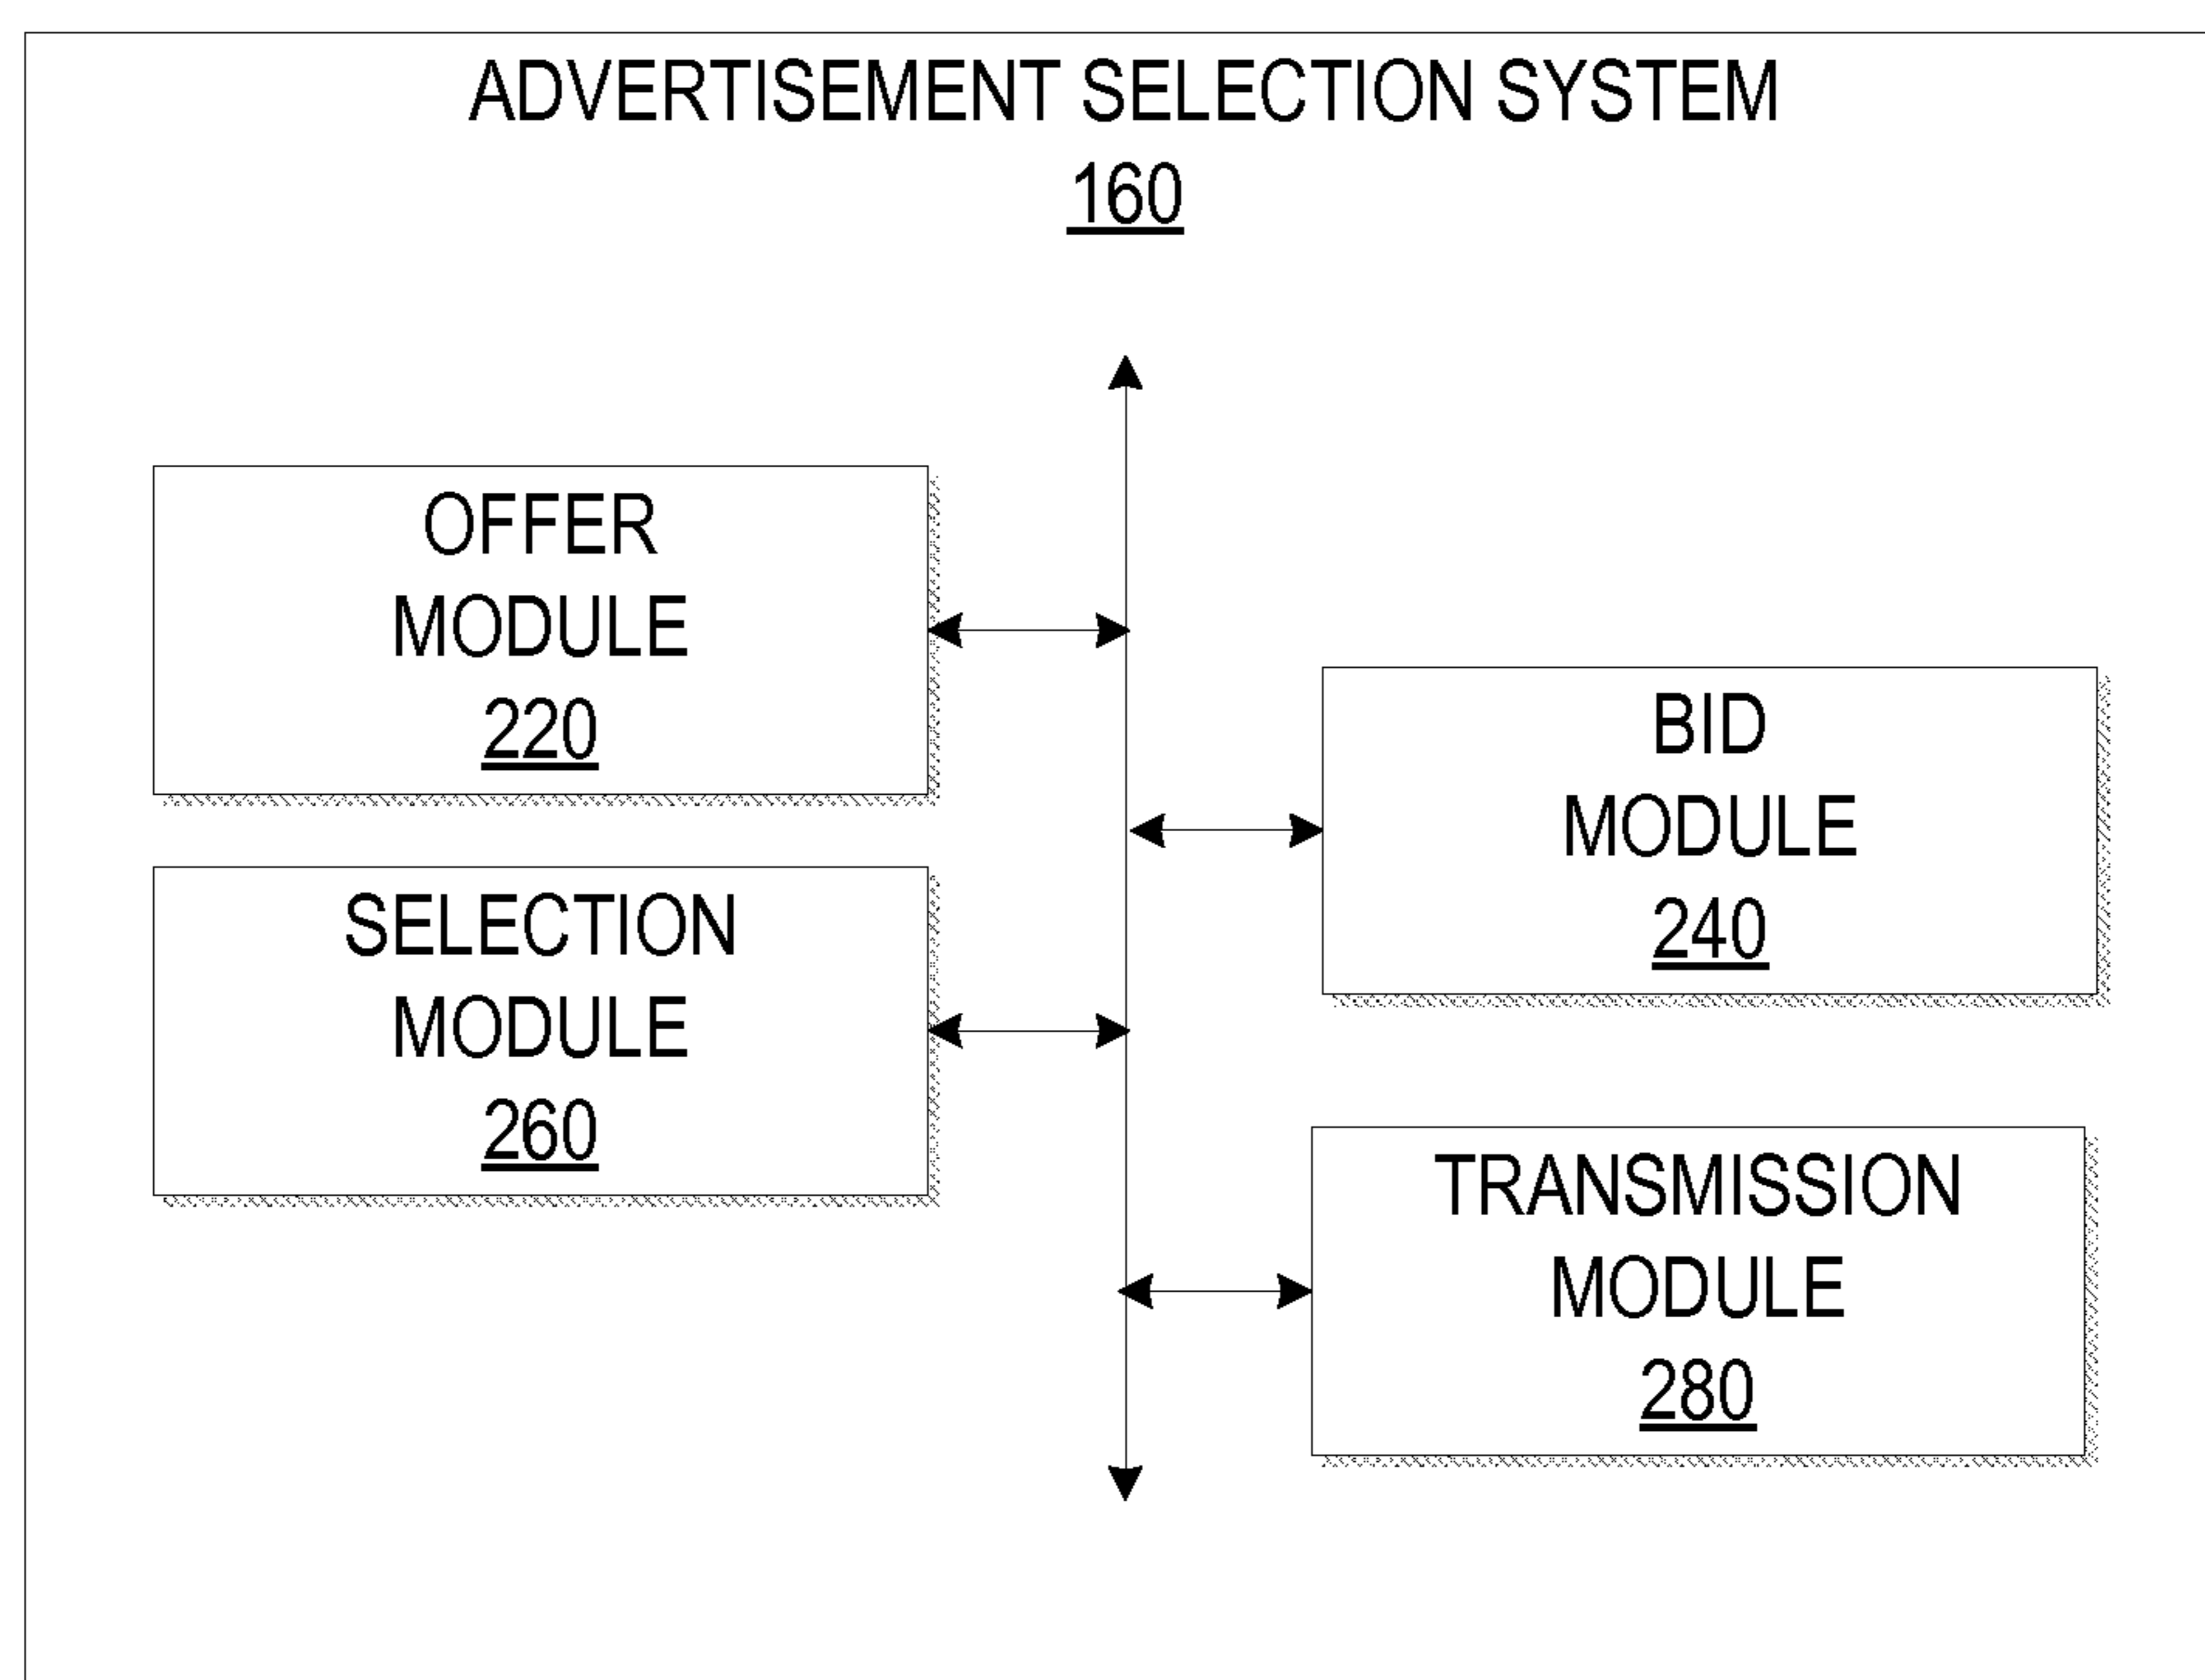 ADVERTISEMENT SELECTION SYSTEM
160
OFFER
MODULE
220
BID
MODULE
240
SELECTION
MODULE
260
TRANSMISSION
MODULE
280